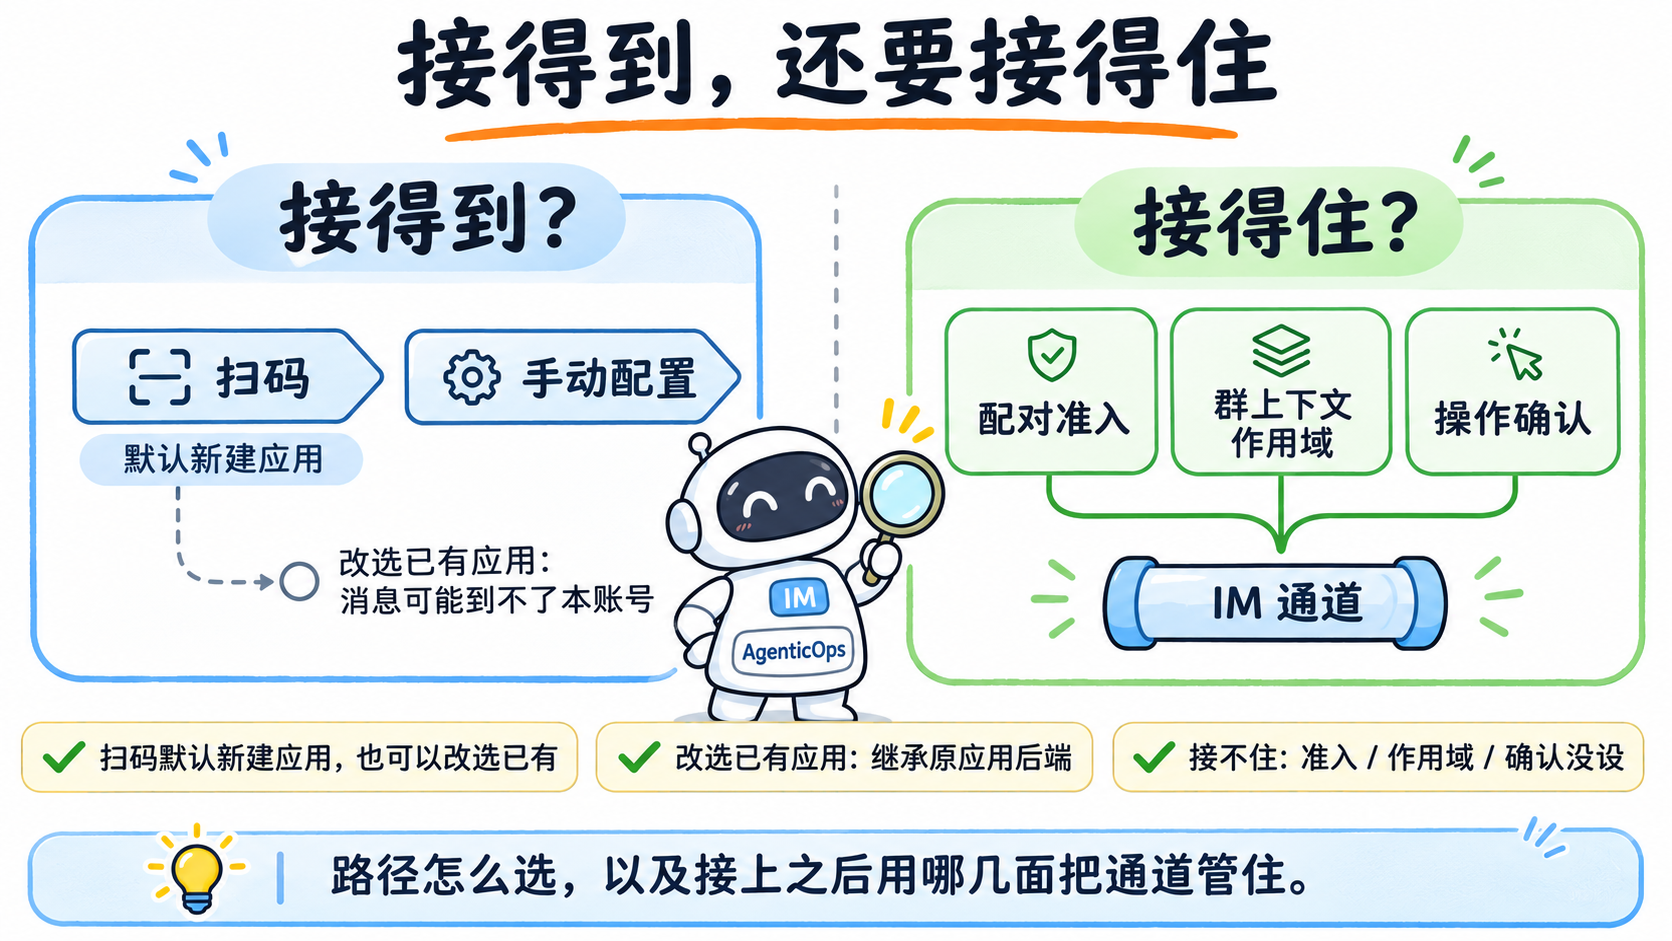 接得到，还要接得住
接得到？
扫码
手动配置
默认新建应用
改选已有应用：
消息可能到不了本账号
接得住？
配对准入
群上下文
作用域
操作确认
IM 通道
IM
AgenticOps
扫码默认新建应用，也可以改选已有
改选已有应用：继承原应用后端
接不住：准入 / 作用域 / 确认没设
路径怎么选，以及接上之后用哪几面把通道管住。